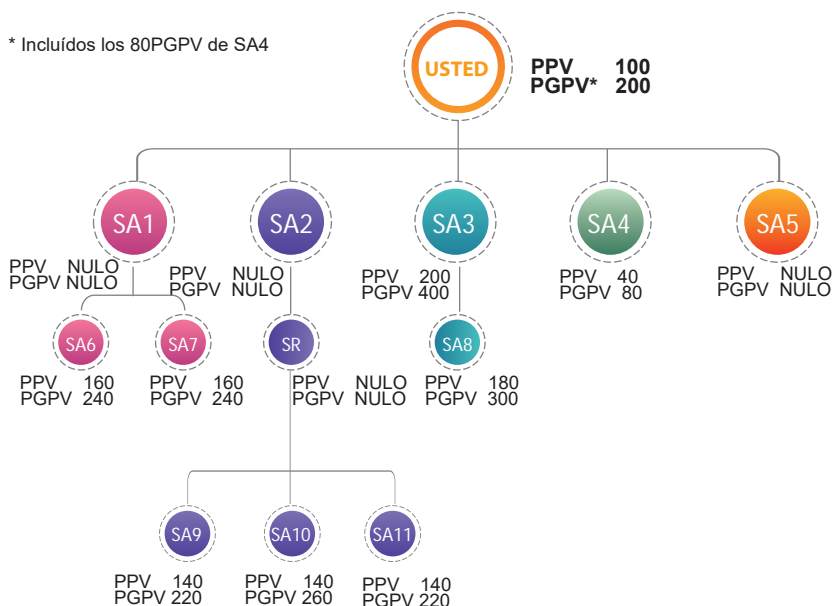 * Incluídos los 80PGPV de SA4
USTED
PPV 100
PGPV* 200
SA1
SA2
SA3
SA4
SA5
PPV NULO
PGPV NULO
PPV NULO
PGPV NULO
PPV 200
PGPV 400
PPV 40
PGPV 80
PPV NULO
PGPV NULO
SA6
SA7
SR
SA8
PPV 160
PGPV 240
PPV 160
PGPV 240
PPV NULO
PGPV NULO
PPV 180
PGPV 300
SA9
SA10
SA11
PPV 140
PGPV 220
PPV 140
PGPV 260
PPV 140
PGPV 220